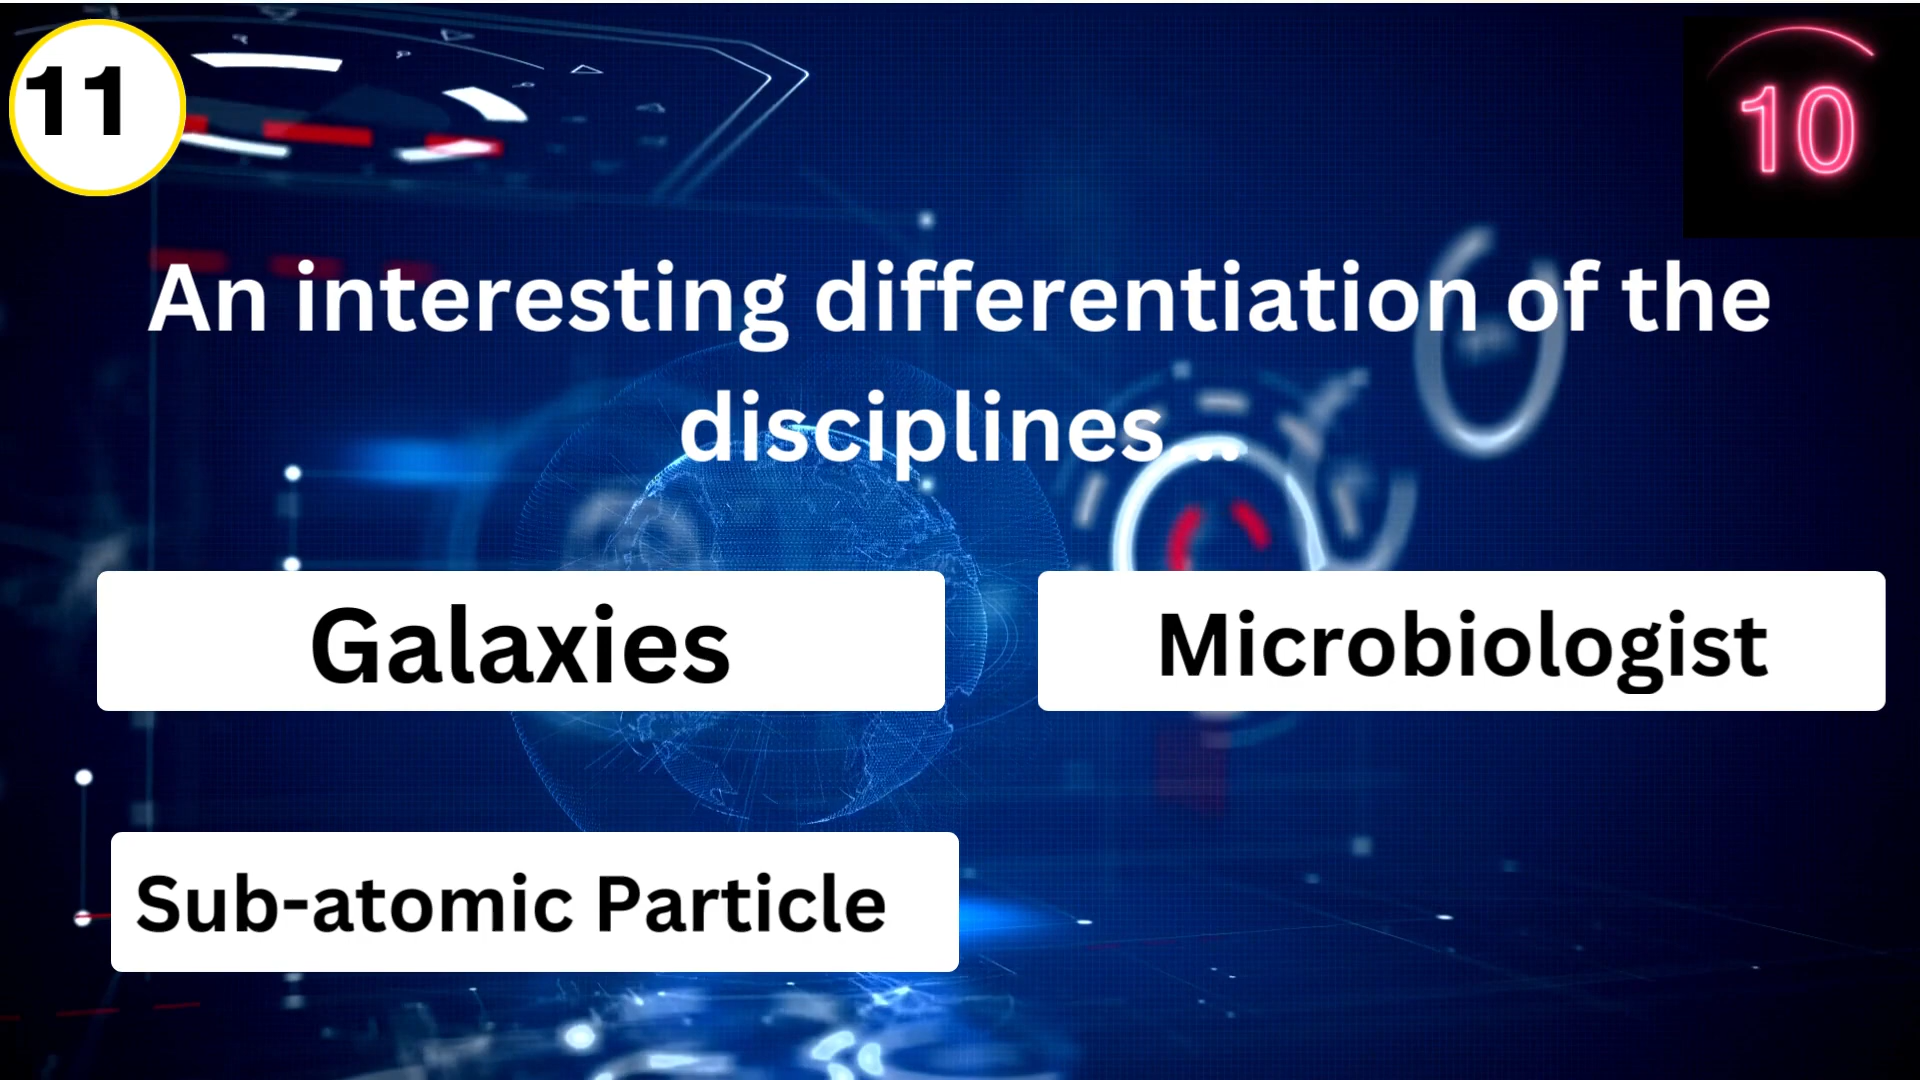 11
10
An interesting differentiation of the
disciplines...
Galaxies
Microbiologist
Sub-atomic Particle